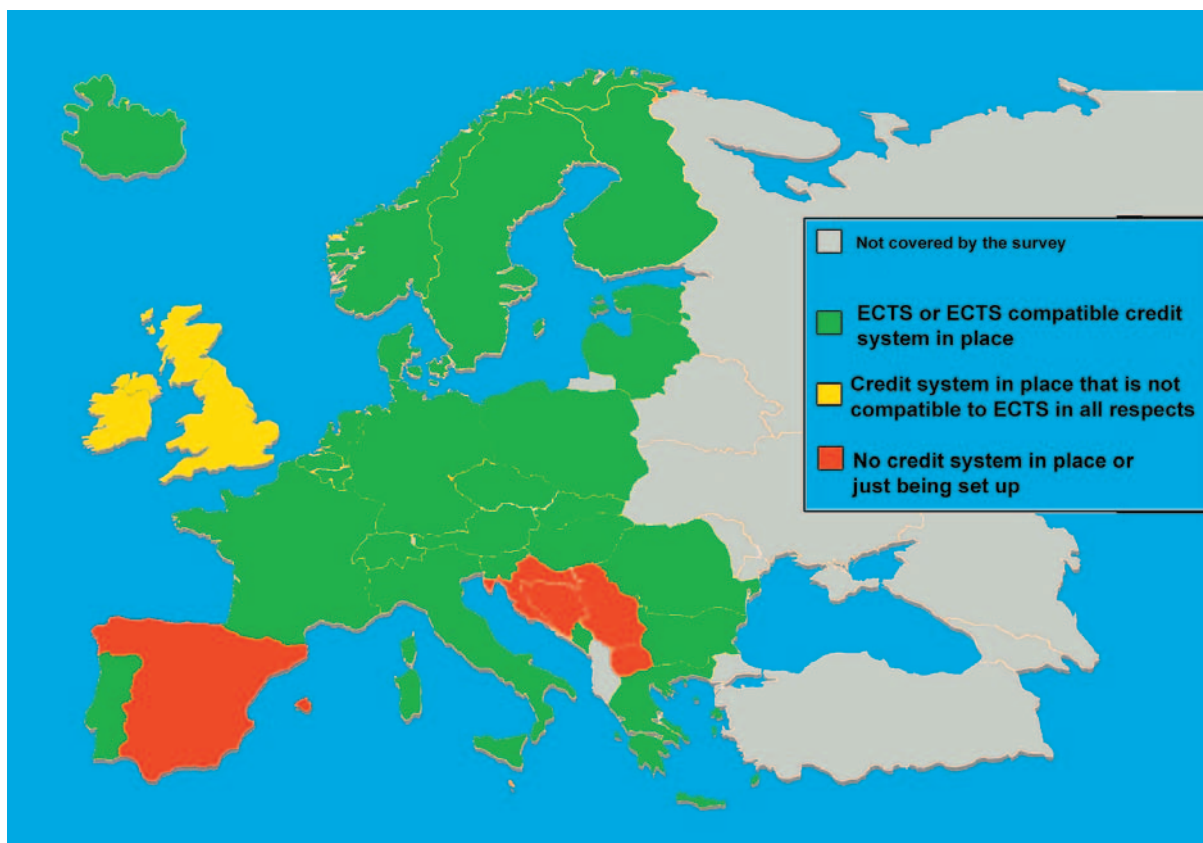 Not covered by the survey
ECTS or ECTS compatible credit
system in place
Credit system in place that is not
compatible to ECTS in all respects
No credit system in place or
just being set up